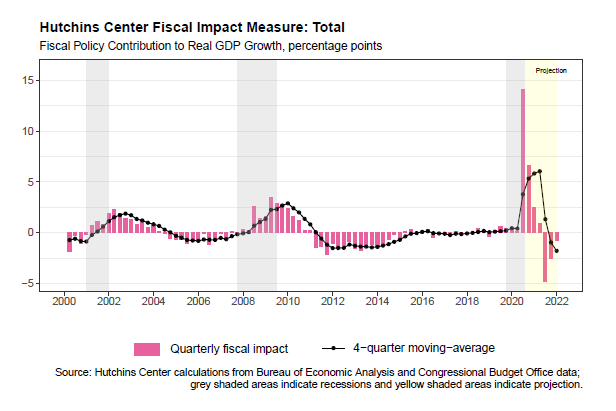 Hutchins Center Fiscal Impact Measure: Total
Fiscal Policy Contribution to Real GDP Growth, percentage points
Projection
15
10
5
0
−5
2000 2002 2004 2006 2008 2010 2012 2014 2016 2018 2020 2022
Quarterly fiscal impact 4−quarter moving−average
Source: Hutchins Center calculations from Bureau of Economic Analysis and Congressional Budget Office data;
grey shaded areas indicate recessions and yellow shaded areas indicate projection.